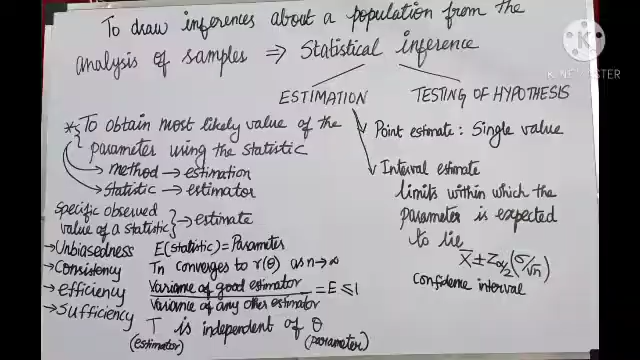 To draw inferences about a population from the
analysis of samples ⇒ Statistical inference
ESTIMATION
TESTING OF HYPOTHESIS
* To obtain most likely value of the
parameter using the statistic
method → estimation
statistic → estimator
specific observed
value of a statistic } → estimate
→ Unbiasedness E(statistic) = Parameter
→ Consistency Tn converges to r(θ) as n→∞
→ efficiency Variance of good estimator / Variance of any other estimator = E ≤ 1
→ Sufficiency T is independent of θ
(estimator) (parameter)
Point estimate : Single value
Interval estimate
limits within which the
parameter is expected
to lie
X̄ ± Zα/2 (σ/√n)
Confidence interval
KINEMASTER